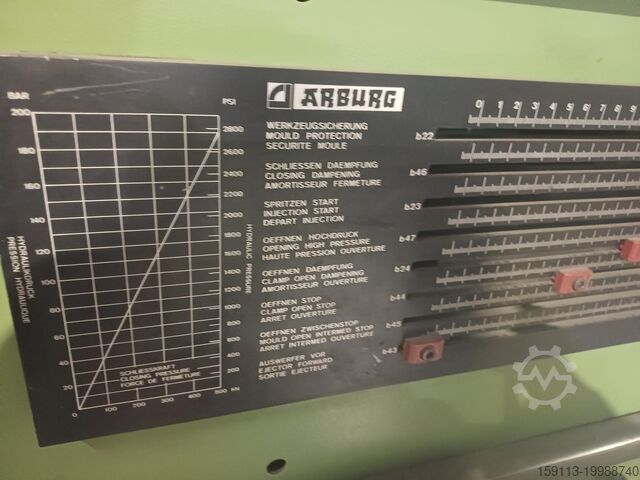 BAR
PSI
200
180
160
140
120
100
80
60
40
20
0
2800
2600
2400
2200
2000
1800
1600
1400
1200
1000
800
600
400
200
0
100
200
300
400
500 kN
HYDRAULIKDRUCK
PRESSION HYDRAULIQUE
HYDRAULIC PRESSURE
SCHLIESSKRAFT
CLOSING PRESSURE
FORCE DE FERMETURE
ARBURG
0 1 2 3 4 5 6 7 8 9
WERKZEUGSICHERUNG
MOULD PROTECTION
SECURITE MOULE
b22
SCHLIESSEN DAEMPFUNG
CLOSING DAMPENING
AMORTISSEUR FERMETURE
b46
SPRITZEN START
INJECTION START
DEPART INJECTION
b23
OEFFNEN HOCHDRUCK
OPENING HIGH PRESSURE
HAUTE PRESSION OUVERTURE
b47
OEFFNEN DAEMPFUNG
CLAMP OPEN DAMPENING
AMORTISSEUR OUVERTURE
b24
OEFFNEN STOP
CLAMP OPEN STOP
ARRET OUVERTURE
b44
OEFFNEN ZWISCHENSTOP
MOULD OPEN INTERMED STOP
ARRET INTERMED OUVERTURE
b45
AUSWERFER VOR
EJECTOR FORWARD
SORTIE EJECTEUR
b43
159113-19988740